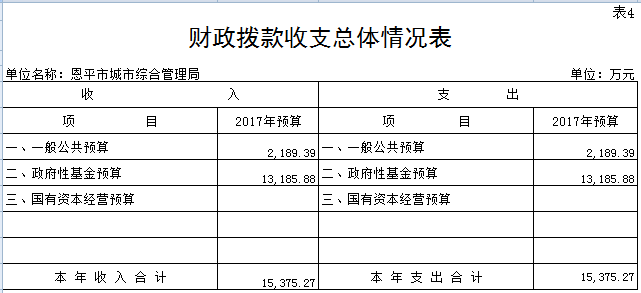 表4
财政拨款收支总体情况表
单位名称：恩平市城市综合管理局 单位：万元
收 入 支 出
项 目 2017年预算 项 目 2017年预算
一、一般公共预算 2,189.39 一、一般公共预算 2,189.39
二、政府性基金预算 13,185.88 二、政府性基金预算 13,185.88
三、国有资本经营预算 三、国有资本经营预算
本 年 收 入 合 计 15,375.27 本 年 支 出 合 计 15,375.27